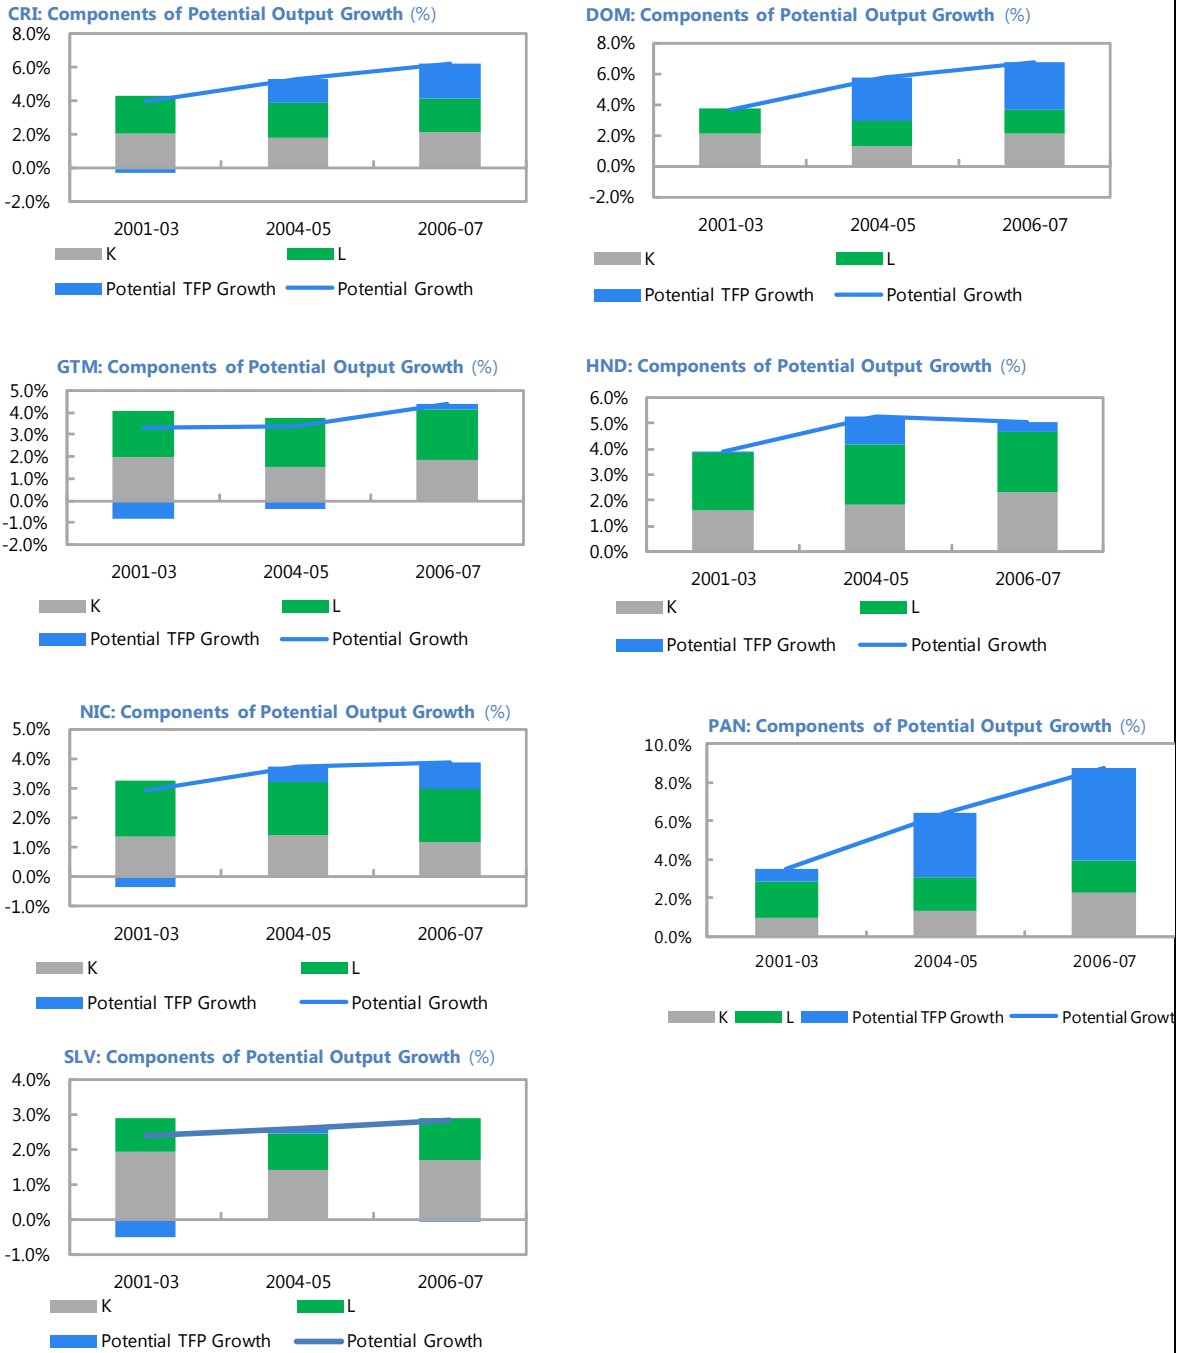 CRI: Components of Potential Output Growth (%)
8.0%
6.0%
4.0%
2.0%
0.0%
-2.0%
2001-03 2004-05 2006-07
K L
Potential TFP Growth Potential Growth
DOM: Components of Potential Output Growth (%)
8.0%
6.0%
4.0%
2.0%
0.0%
-2.0%
2001-03 2004-05 2006-07
K L
Potential TFP Growth Potential Growth
GTM: Components of Potential Output Growth (%)
5.0%
4.0%
3.0%
2.0%
1.0%
0.0%
-1.0%
-2.0%
2001-03 2004-05 2006-07
K L
Potential TFP Growth Potential Growth
HND: Components of Potential Output Growth (%)
6.0%
5.0%
4.0%
3.0%
2.0%
1.0%
0.0%
2001-03 2004-05 2006-07
K L
Potential TFP Growth Potential Growth
NIC: Components of Potential Output Growth (%)
5.0%
4.0%
3.0%
2.0%
1.0%
0.0%
-1.0%
2001-03 2004-05 2006-07
K L
Potential TFP Growth Potential Growth
PAN: Components of Potential Output Growth (%)
10.0%
8.0%
6.0%
4.0%
2.0%
0.0%
2001-03 2004-05 2006-07
K L Potential TFP Growth Potential Growt
SLV: Components of Potential Output Growth (%)
4.0%
3.0%
2.0%
1.0%
0.0%
-1.0%
2001-03 2004-05 2006-07
K L
Potential TFP Growth Potential Growth